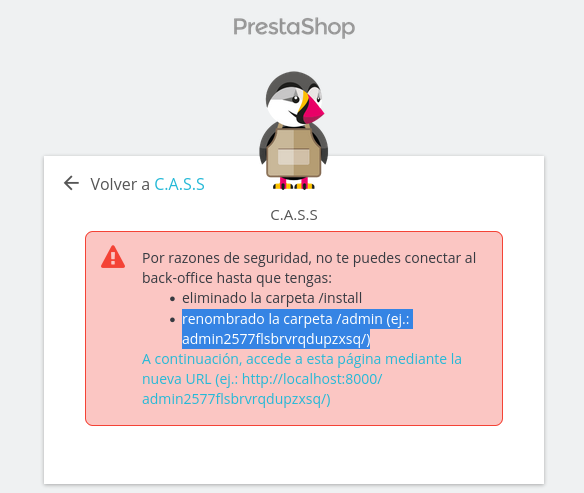 PrestaShop
Volver a C.A.S.S
C.A.S.S
Por razones de seguridad, no te puedes conectar al
back-office hasta que tengas:
• eliminado la carpeta /install
• renombrado la carpeta /admin (ej.:
admin2577flsbrvrqdupzxsq/)
A continuación, accede a esta página mediante la
nueva URL (ej.: http://localhost:8000/
admin2577flsbrvrqdupzxsq/)